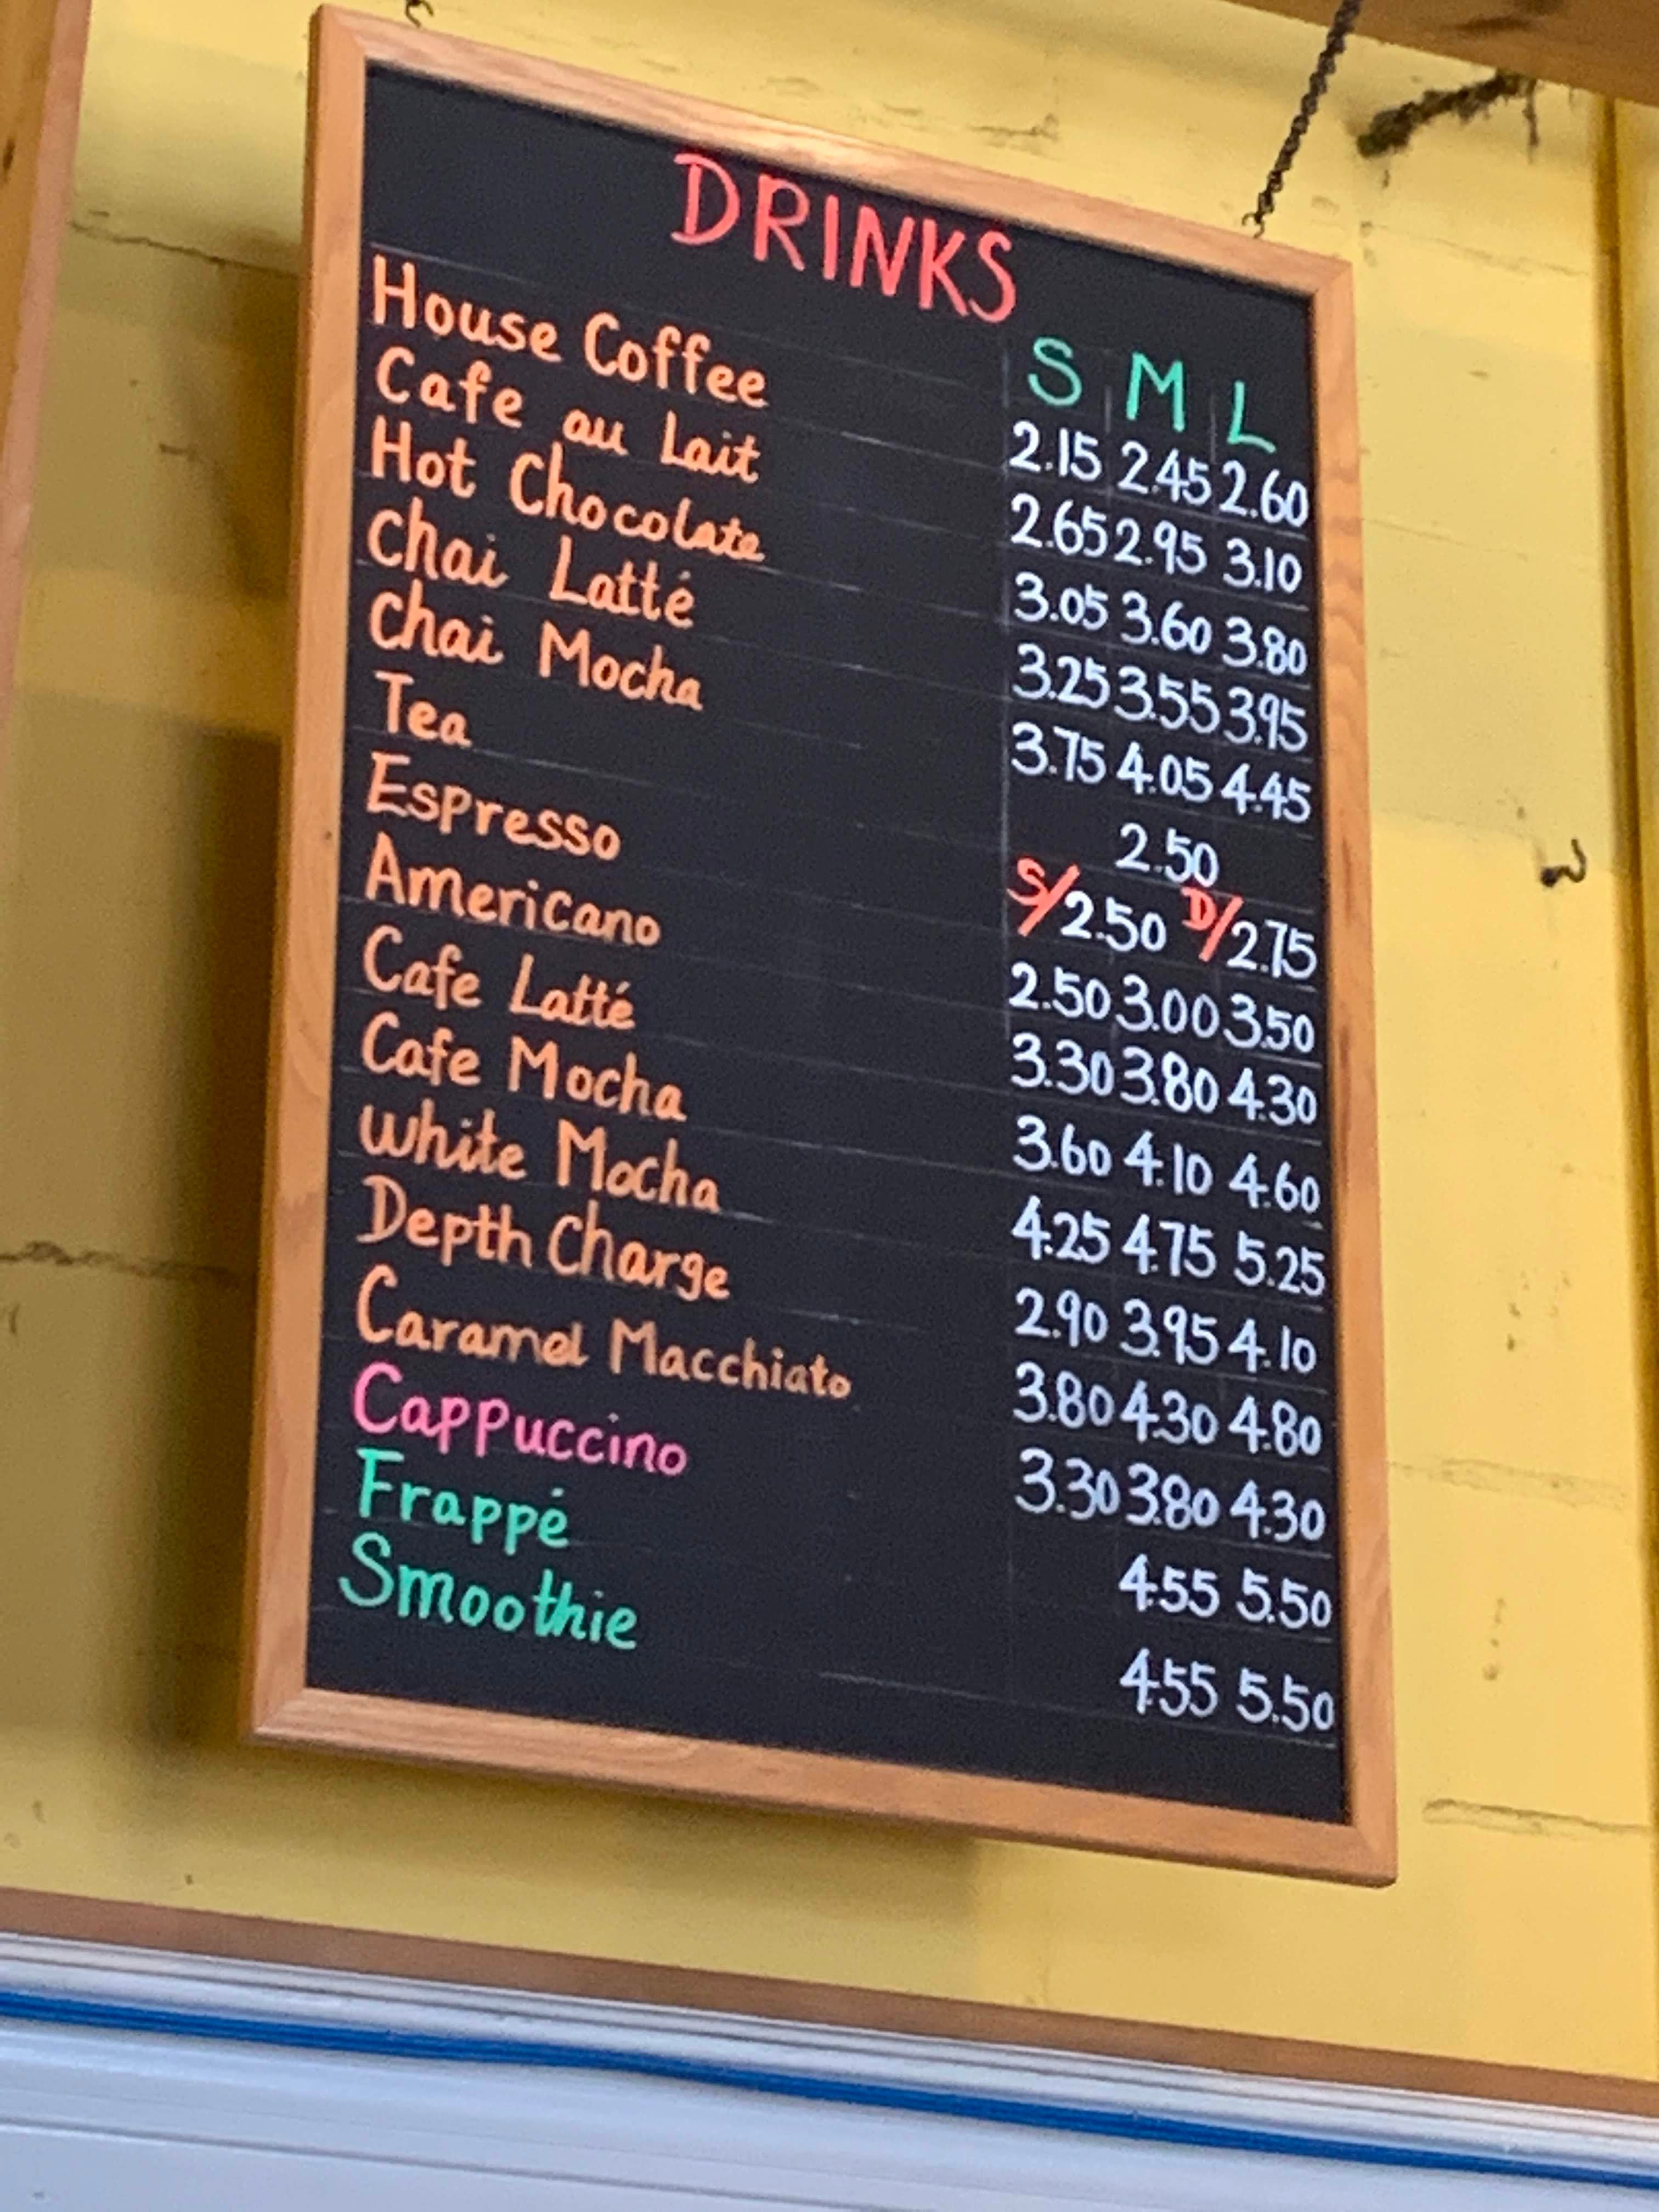 DRINKS
S M L
House Coffee 2.15 2.45 2.60
Cafe au Lait 2.65 2.95 3.10
Hot Chocolate 3.05 3.60 3.80
Chai Latté 3.25 3.55 3.95
Chai Mocha 3.75 4.05 4.45
Tea 2.50
Espresso S/2.50 D/2.75
Americano 2.50 3.00 3.50
Cafe Latté 3.30 3.80 4.30
Cafe Mocha 3.60 4.10 4.60
White Mocha 4.25 4.75 5.25
Depth Charge 2.90 3.95 4.10
Caramel Macchiato 3.80 4.30 4.80
Cappuccino 3.30 3.80 4.30
Frappé 4.55 5.50
Smoothie 4.55 5.50